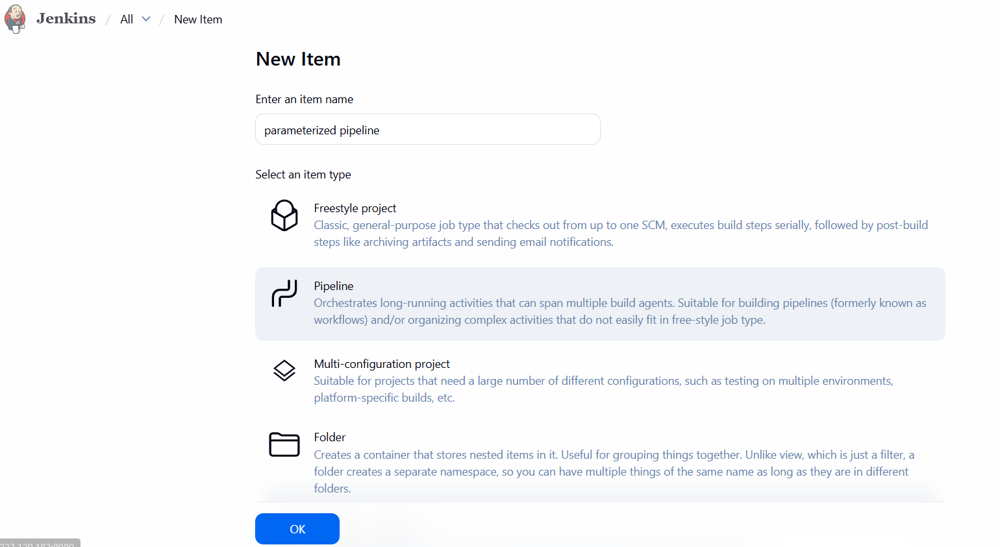 Jenkins / All / New Item
New Item
Enter an item name
parameterized pipeline
Select an item type
Freestyle project
Classic, general-purpose job type that checks out from up to one SCM, executes build steps serially, followed by post-build
steps like archiving artifacts and sending email notifications.
Pipeline
Orchestrates long-running activities that can span multiple build agents. Suitable for building pipelines (formerly known as
workflows) and/or organizing complex activities that do not easily fit in free-style job type.
Multi-configuration project
Suitable for projects that need a large number of different configurations, such as testing on multiple environments,
platform-specific builds, etc.
Folder
Creates a container that stores nested items in it. Useful for grouping things together. Unlike view, which is just a filter, a
folder creates a separate namespace, so you can have multiple things of the same name as long as they are in different
folders.
OK